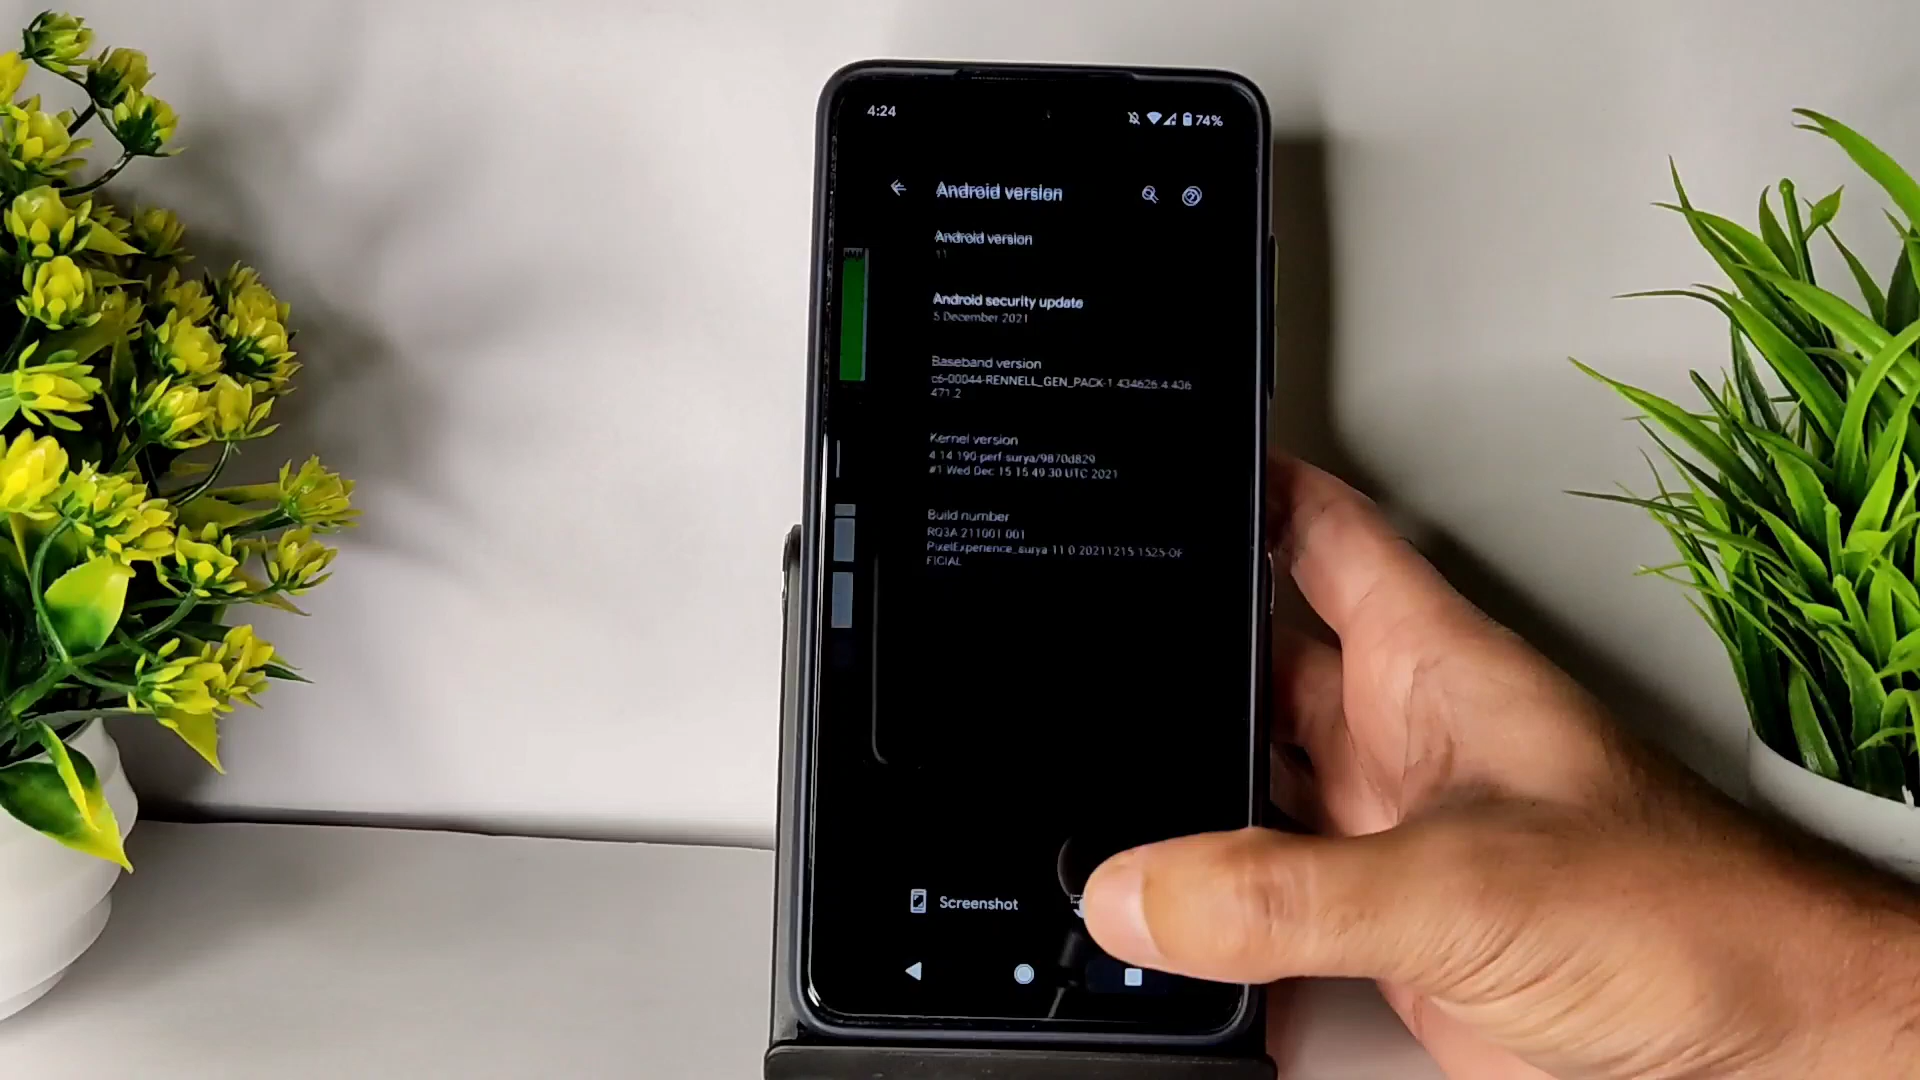 4:24
74%
Android version
Android version
11
Android security update
5 December 2021
Baseband version
c6-00044-RENNELL_GEN_PACK-1.434626.4.436
471.2
Kernel version
4.14.190-perf-surya/9870d829
#1 Wed Dec 15 15:49:30 UTC 2021
Build number
RQ3A.211001.001
PixelExperience_surya-11.0-20211215-1525-OF
FICIAL
Screenshot